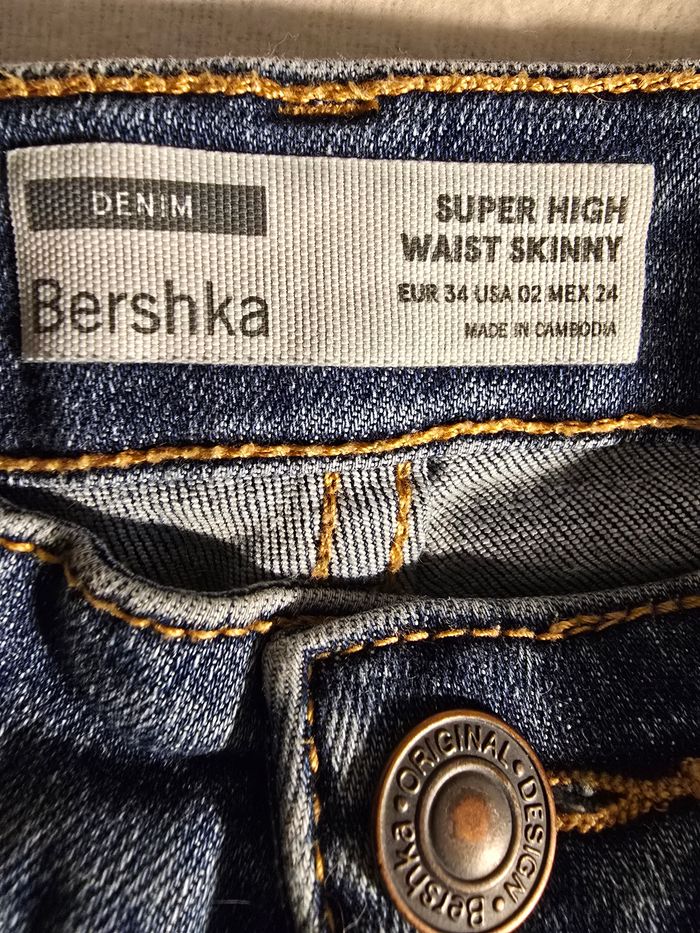 DENIM
Bershka
SUPER HIGH
WAIST SKINNY
EUR 34 USA 02 MEX 24
MADE IN CAMBODIA
ORIGINAL • DESIGN • Bershka •